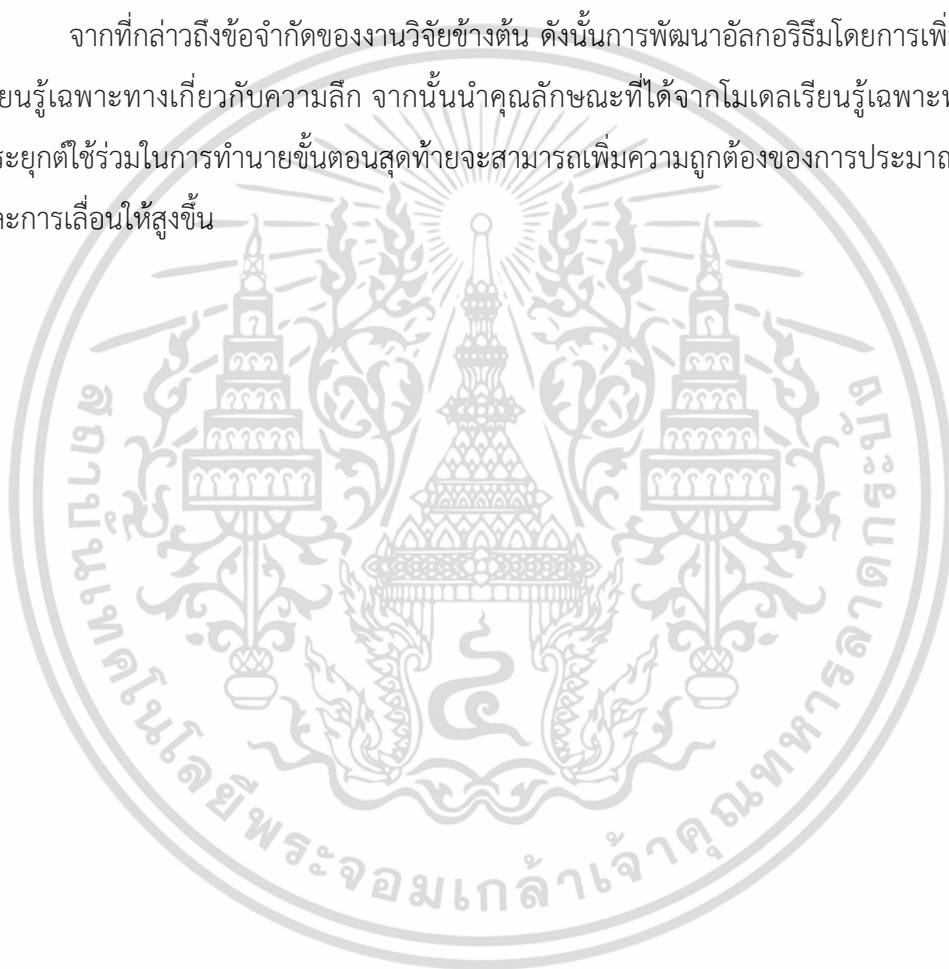 จากที่กล่าวถึงข้อจำกัดของงานวิจัยข้างต้น ดังนั้นการพัฒนาอัลกอริธึมโดยการเพิ่
ยนรู้เฉพาะทางเกี่ยวกับความลึก จากนั้นนำคุณลักษณะที่ได้จากโมเดลเรียนรู้เฉพาะ
ระยุกต์ใช้ร่วมในการทำนายขั้นตอนสุดท้ายจะสามารถเพิ่มความถูกต้องของการประมาณ
ละการเลื่อนให้สูงขึ้น
สถาบันเทคโนโลยีพระจอมเกล้าเจ้าคุณทหารลาดกระบัง
๔